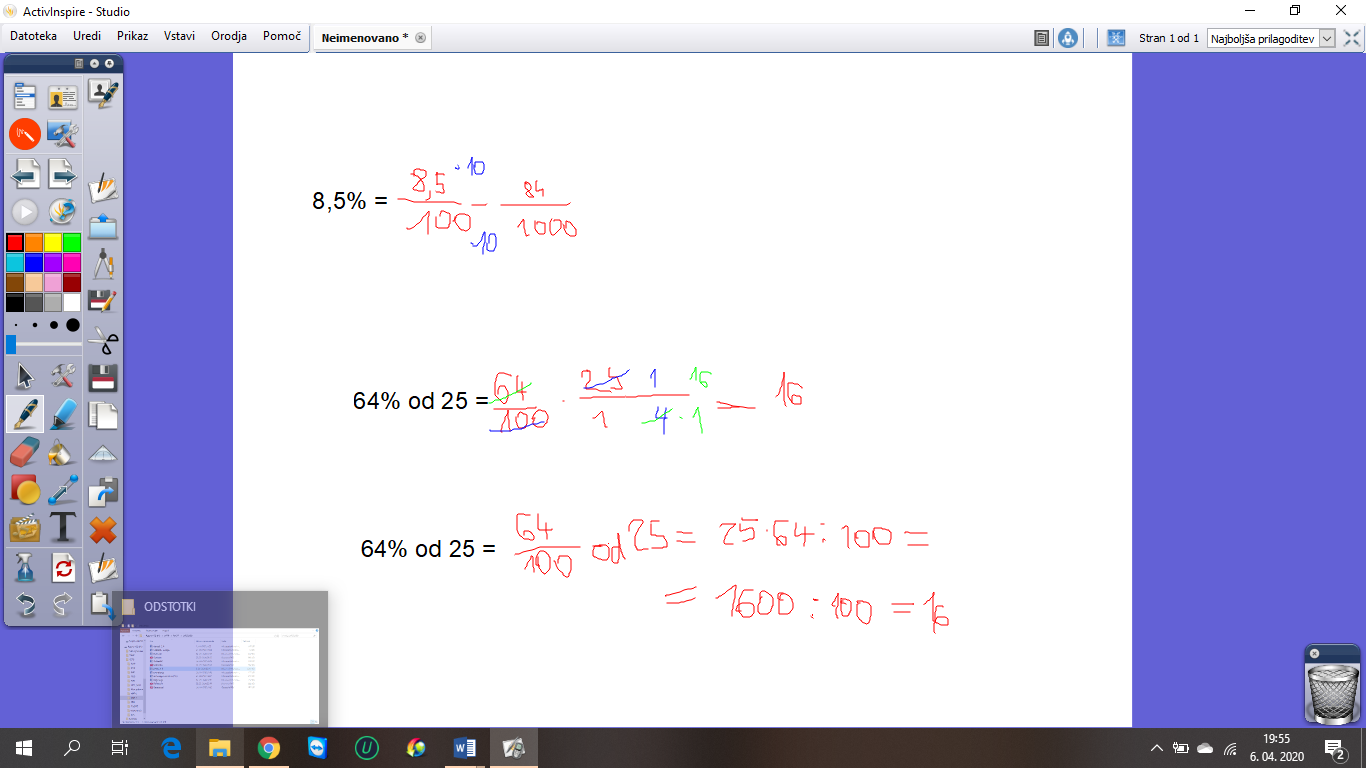 ActivInspire - Studio
Datoteka Uredi Prikaz Vstavi Orodja Pomoč
Neimenovano *
Stran 1 od 1 Najboljša prilagoditev
8,5% = 8,5 · 10 / 100 · 10 = 84 / 1000
64% od 25 = 64/100 · 25/1 1/4 16/1 = 16
64% od 25 = 64/100 od 25 = 25 · 64 : 100 =
= 1600 : 100 = 16
ODSTOTKI
19:55
6. 04. 2020
2